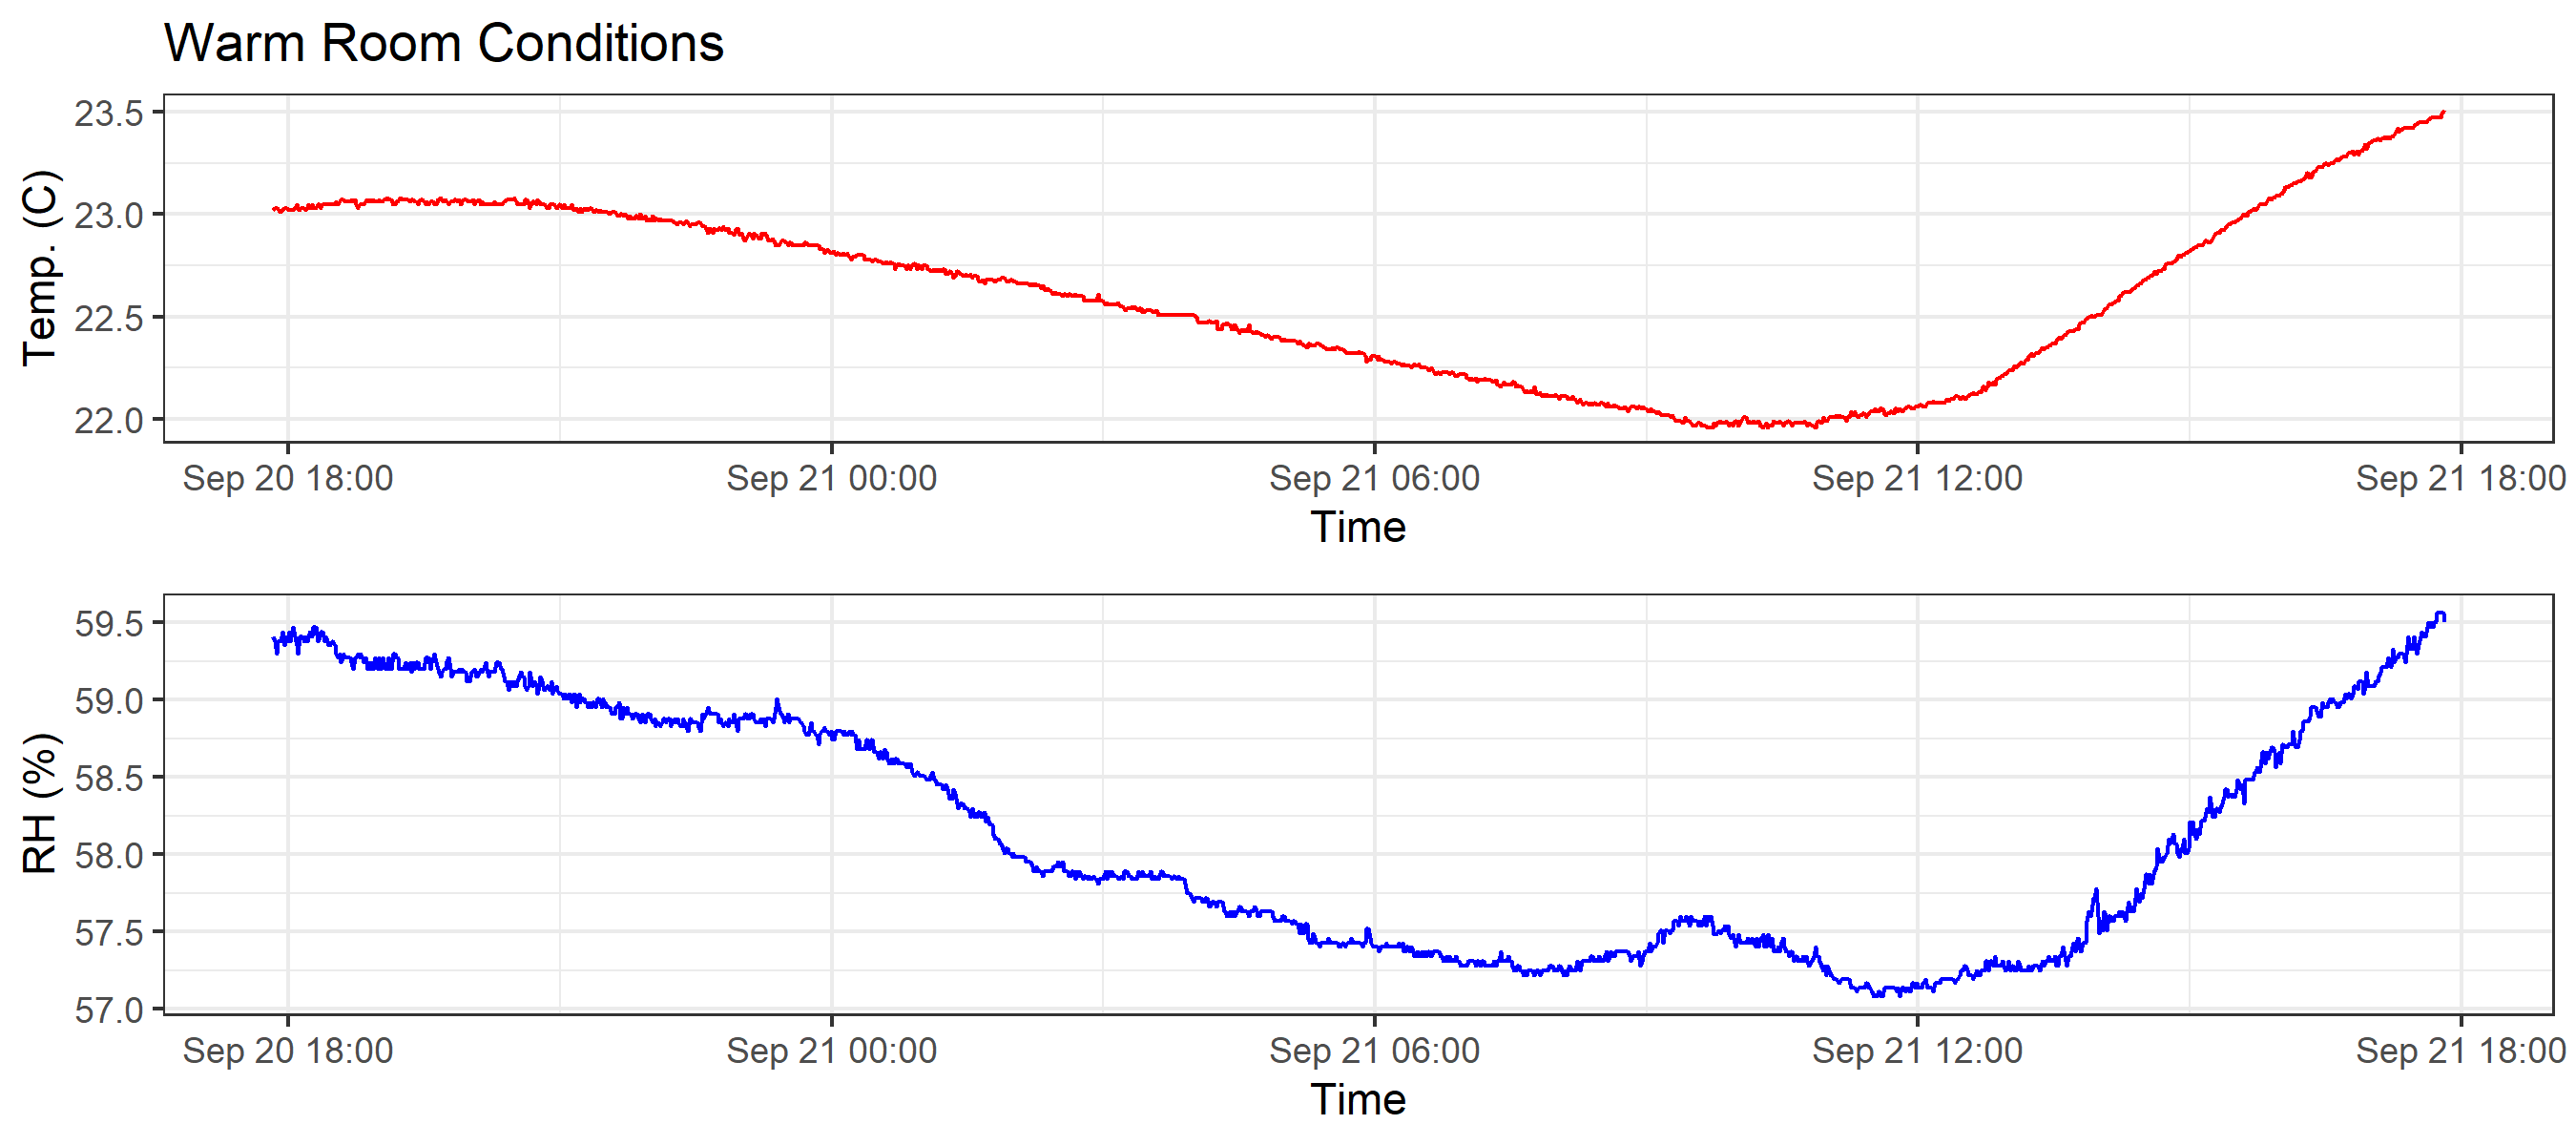 Warm Room Conditions
23.5
23.0
22.5
22.0
Temp. (C)
Sep 20 18:00 Sep 21 00:00 Sep 21 06:00 Sep 21 12:00 Sep 21 18:00
Time
59.5
59.0
58.5
58.0
57.5
57.0
RH (%)
Sep 20 18:00 Sep 21 00:00 Sep 21 06:00 Sep 21 12:00 Sep 21 18:00
Time